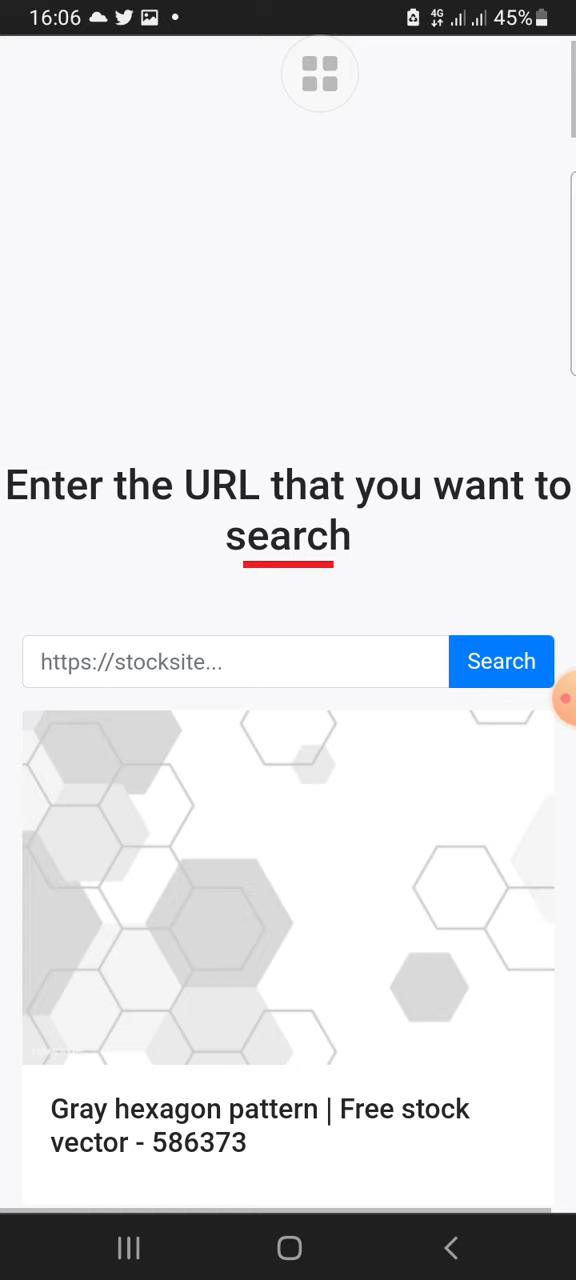 16:06
4G
45%
Enter the URL that you want to
search
https://stocksite...
Search
Gray hexagon pattern | Free stock
vector - 586373